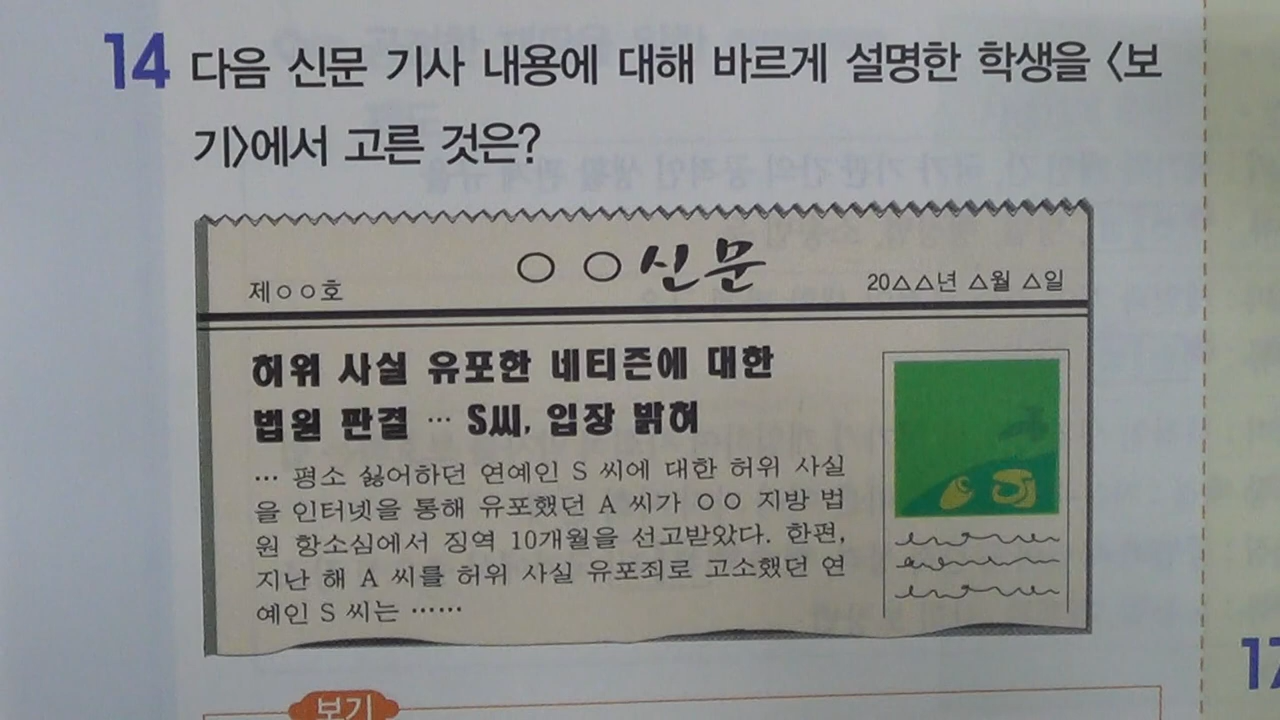 14 다음 신문 기사 내용에 대해 바르게 설명한 학생을 〈보
기〉에서 고른 것은?
○ ○ 신문
제○○호
20△△년 △월 △일
허위 사실 유포한 네티즌에 대한
법원 판결 … S씨, 입장 밝혀
… 평소 싫어하던 연예인 S 씨에 대한 허위 사실
을 인터넷을 통해 유포했던 A 씨가 ○○ 지방 법
원 항소심에서 징역 10개월을 선고받았다. 한편,
지난 해 A 씨를 허위 사실 유포죄로 고소했던 연
예인 S 씨는 ……
보기
17